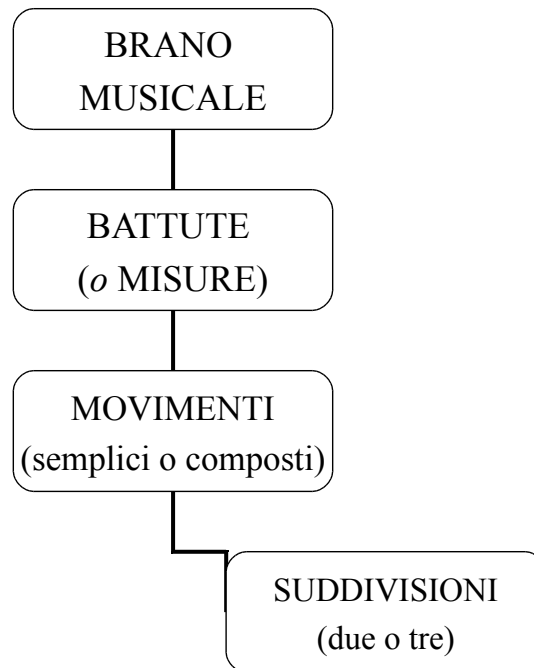 BRANO
MUSICALE
BATTUTE
(o MISURE)
MOVIMENTI
(semplici o composti)
SUDDIVISIONI
(due o tre)